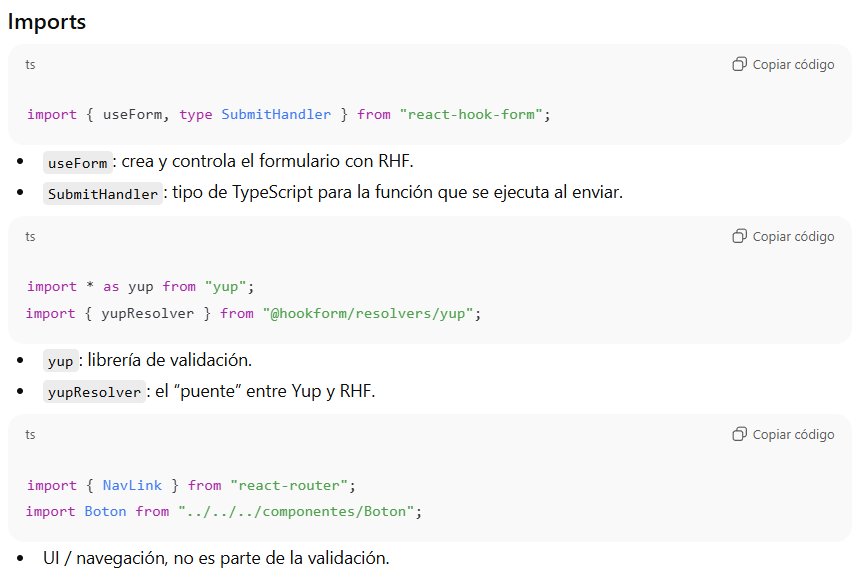 Imports
ts
Copiar código
import { useForm, type SubmitHandler } from "react-hook-form";
useForm: crea y controla el formulario con RHF.
SubmitHandler: tipo de TypeScript para la función que se ejecuta al enviar.
ts
Copiar código
import * as yup from "yup";
import { yupResolver } from "@hookform/resolvers/yup";
yup: librería de validación.
yupResolver: el “puente” entre Yup y RHF.
ts
Copiar código
import { NavLink } from "react-router";
import Boton from "../../../componentes/Boton";
UI / navegación, no es parte de la validación.